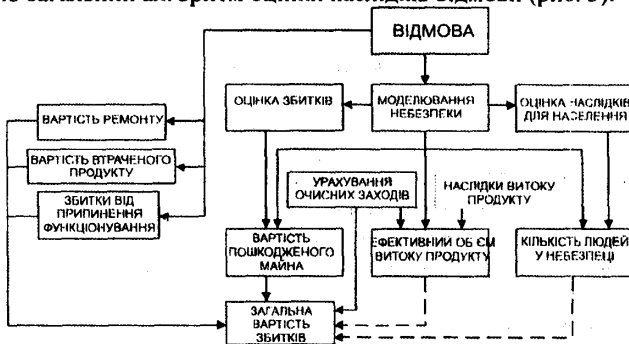 загальний алгоритм оцінки наслідків відмови (рис. 3).
ВІДМОВА
ОЦІНКА ЗБИТКІВ
МОДЕЛЮВАННЯ
НЕБЕЗПЕКИ
ОЦІНКА НАСЛІДКІВ
ДЛЯ НАСЕЛЕННЯ
ВАРТІСТЬ РЕМОНТУ
ВАРТІСТЬ ВТРАЧЕНОГО
ПРОДУКТУ
ЗБИТКИ ВІД
ПРИПИНЕННЯ
ФУНКЦІОНУВАННЯ
УРАХУВАННЯ
ОЧИСНИХ ЗАХОДІВ
НАСЛІДКИ ВИТОКУ
ПРОДУКТУ
ВАРТІСТЬ
ПОШКОДЖЕНОГО
МАЙНА
ЕФЕКТИВНИЙ ОБ ЄМ
ВИТОКУ ПРОДУКТУ
КІЛЬКІСТЬ ЛЮДЕЙ
У НЕБЕЗПЕЦІ
ЗАГАЛЬНА
ВАРТІСТЬ
ЗБИТКІВ